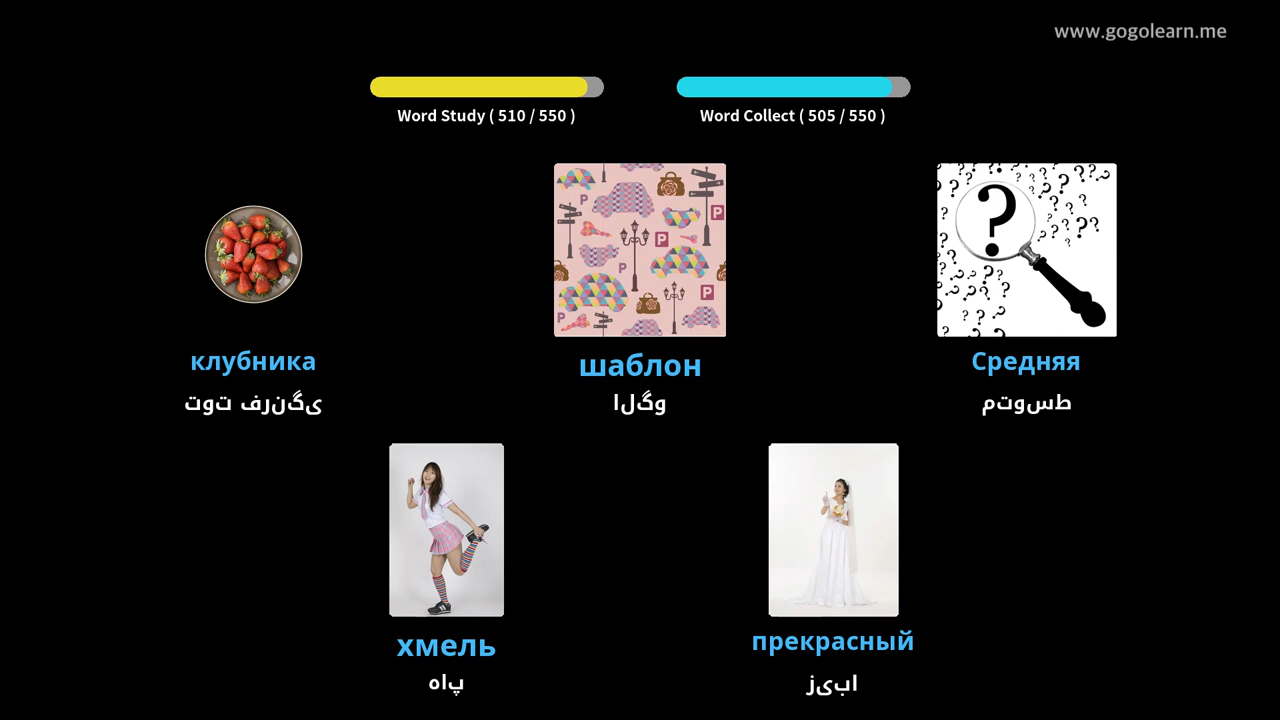 www.gogolearn.me
Word Study ( 510 / 550 )
Word Collect ( 505 / 550 )
клубника
توت فرنگی
шаблон
الگو
Средняя
متوسط
хмель
هاپ
прекрасный
زیبا
P
P
P
P
P
P